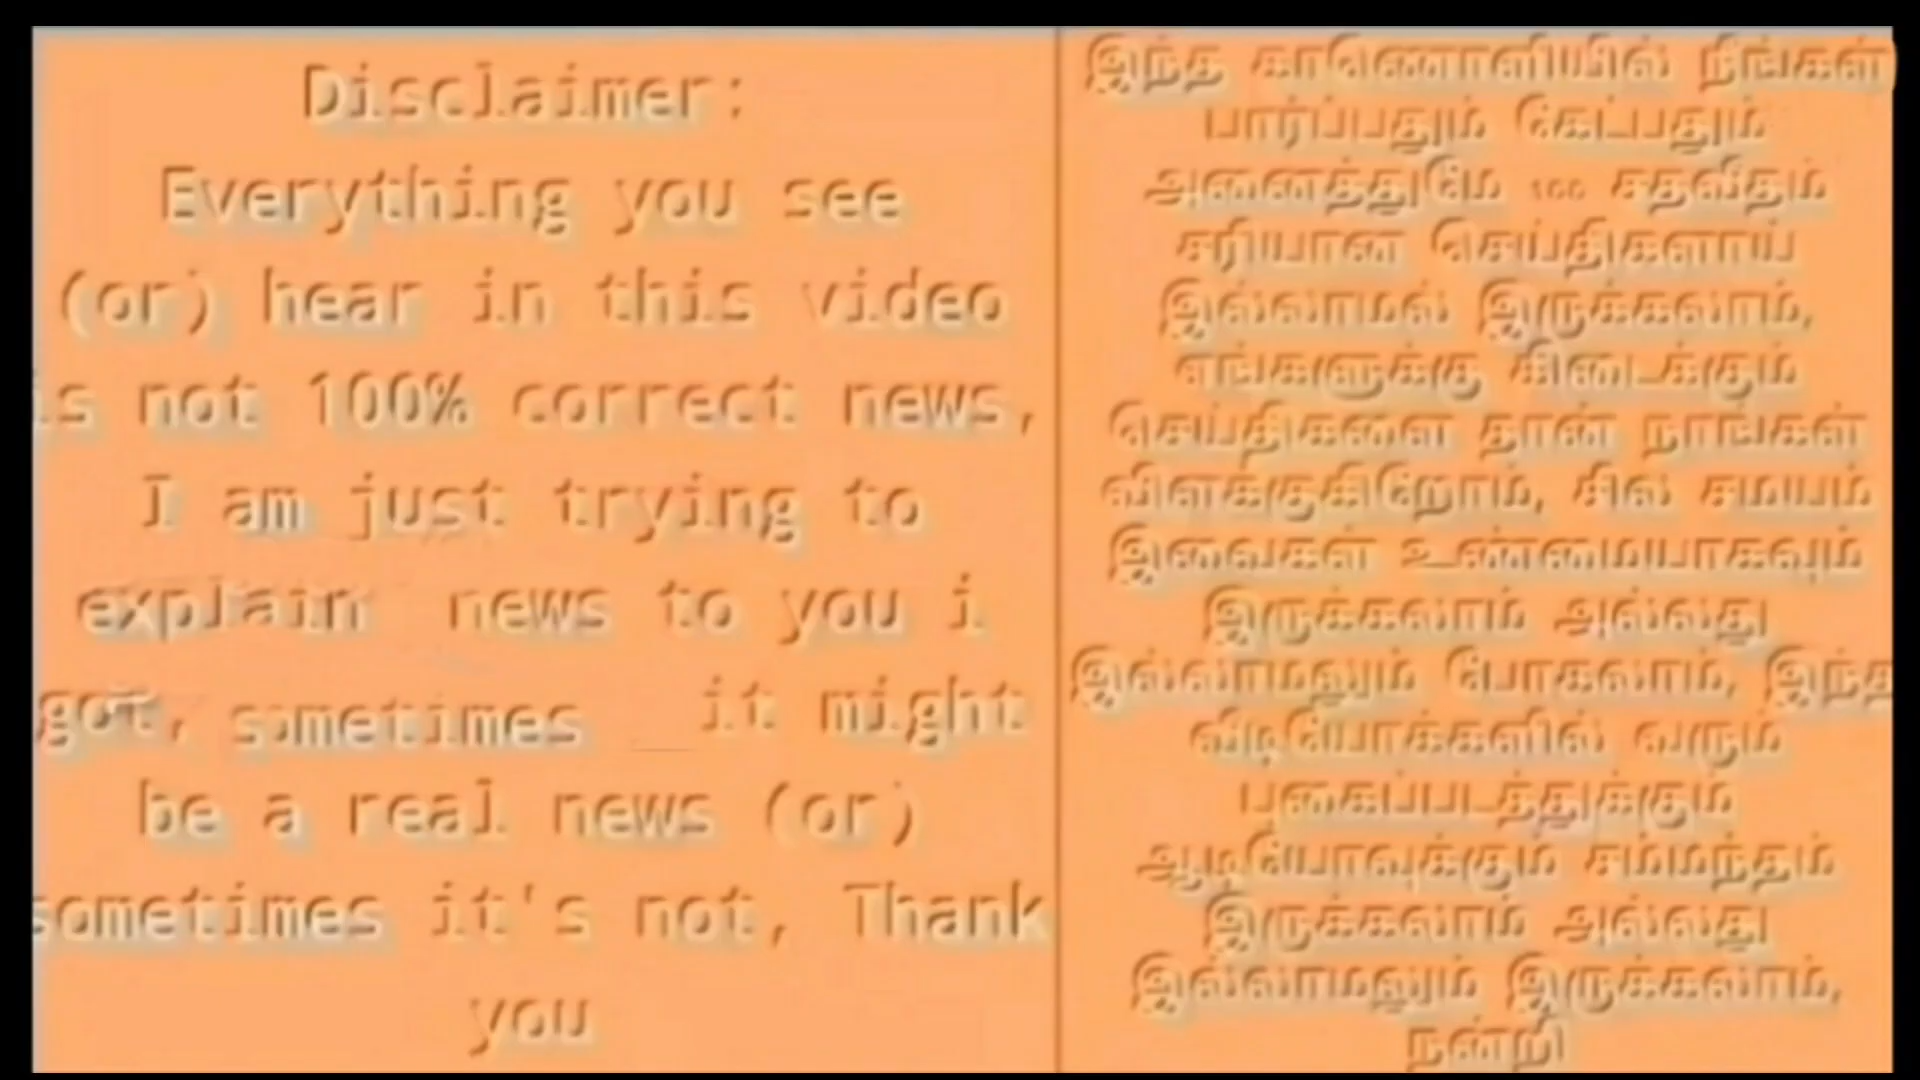 Disclaimer:
Everything you see
(or) hear in this video
is not 100% correct news,
I am just trying to
explain news to you i
got, sometimes it might
be a real news (or)
sometimes it's not, Thank
you
இந்த காணொளியில் நீங்கள்
பார்ப்பதும் கேட்பதும்
அனைத்துமே 100 சதவீதம்
சரியான செய்திகளாய்
இல்லாமல் இருக்கலாம்,
எங்களுக்கு கிடைக்கும்
செய்திகளை தான் நாங்கள்
விளக்குகிறோம், சில சமயம்
இவைகள் உண்மையாகவும்
இருக்கலாம் அல்லது
இல்லாமலும் போகலாம், இந்த
வீடியோக்களில் வரும்
புகைப்படத்துக்கும்
ஆடியோவுக்கும் சம்மந்தம்
இருக்கலாம் அல்லது
இல்லாமலும் இருக்கலாம்,
நன்றி